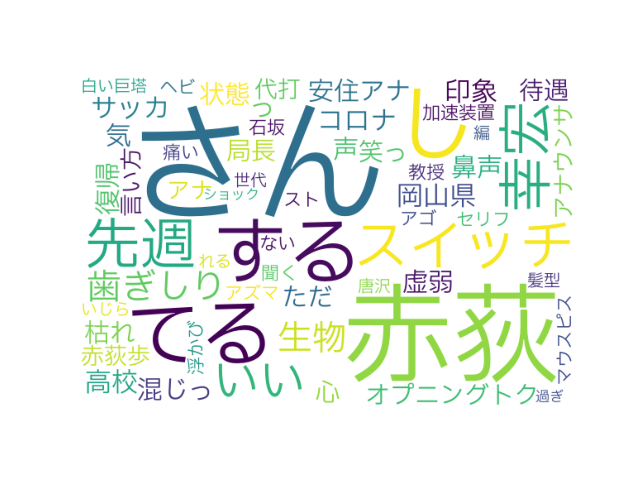 白い巨塔
ヘビ
状態
代打
安住アナ
印象
待遇
サッカ
っ
加速装置
コロナ
石坂
編
さん
し
幸宏
アナウンサ
気
痛い
局長
声
笑っ
鼻声
教授
言い方
復帰
アナ
世代
ショック
スト
岡山県
アゴ
セリフ
先週
する
ない
スイッチ
れる
聞く
歯ぎしり
アズマ
ただ
唐沢
虚弱
髪型
いじら
てる
浮かび
生物
赤荻
マウスピス
枯れ
赤荻歩
高校
混じっ
いい
心
オプニングトク
過ぎ